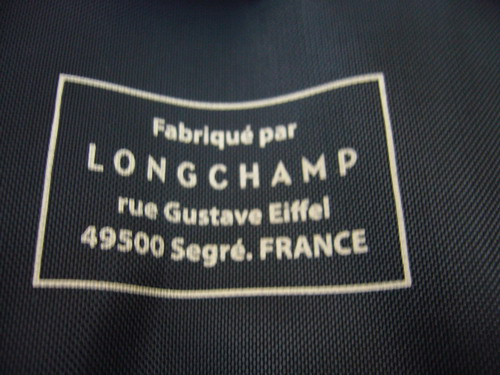 Fabriqué par
LONGCHAMP
rue Gustave Eiffel
49500 Segré. FRANCE